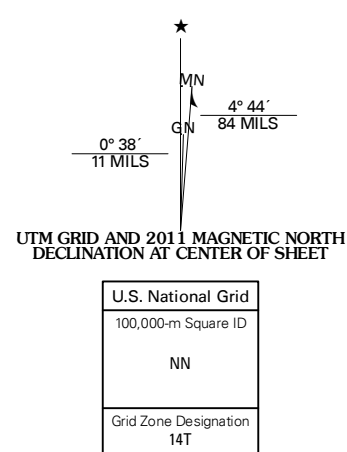 ★
MN
GN
4° 44´
84 MILS
0° 38´
11 MILS
UTM GRID AND 2011 MAGNETIC NORTH
DECLINATION AT CENTER OF SHEET
U.S. National Grid
100,000-m Square ID
NN
Grid Zone Designation
14T